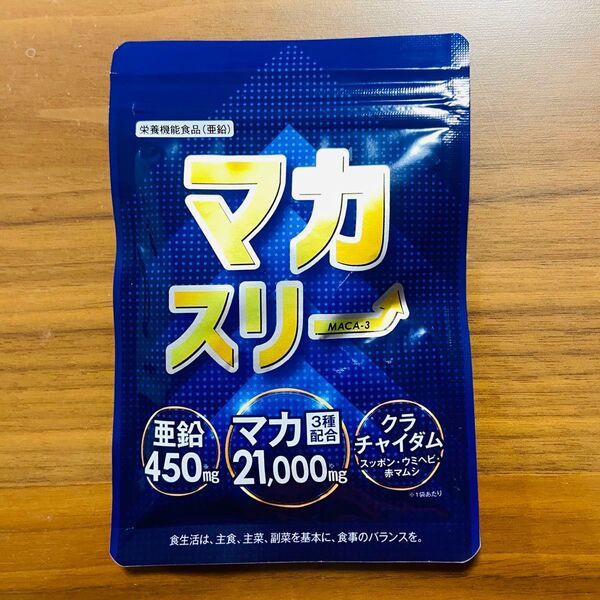 栄養機能食品(亜鉛)
マカ
スリー
MACA-3
亜鉛
450mg
マカ 3種配合
21,000mg
クラ
チャイダム
スッポン・ウミヘビ・
赤マムシ
※1袋あたり
食生活は、主食、主菜、副菜を基本に、食事のバランスを。